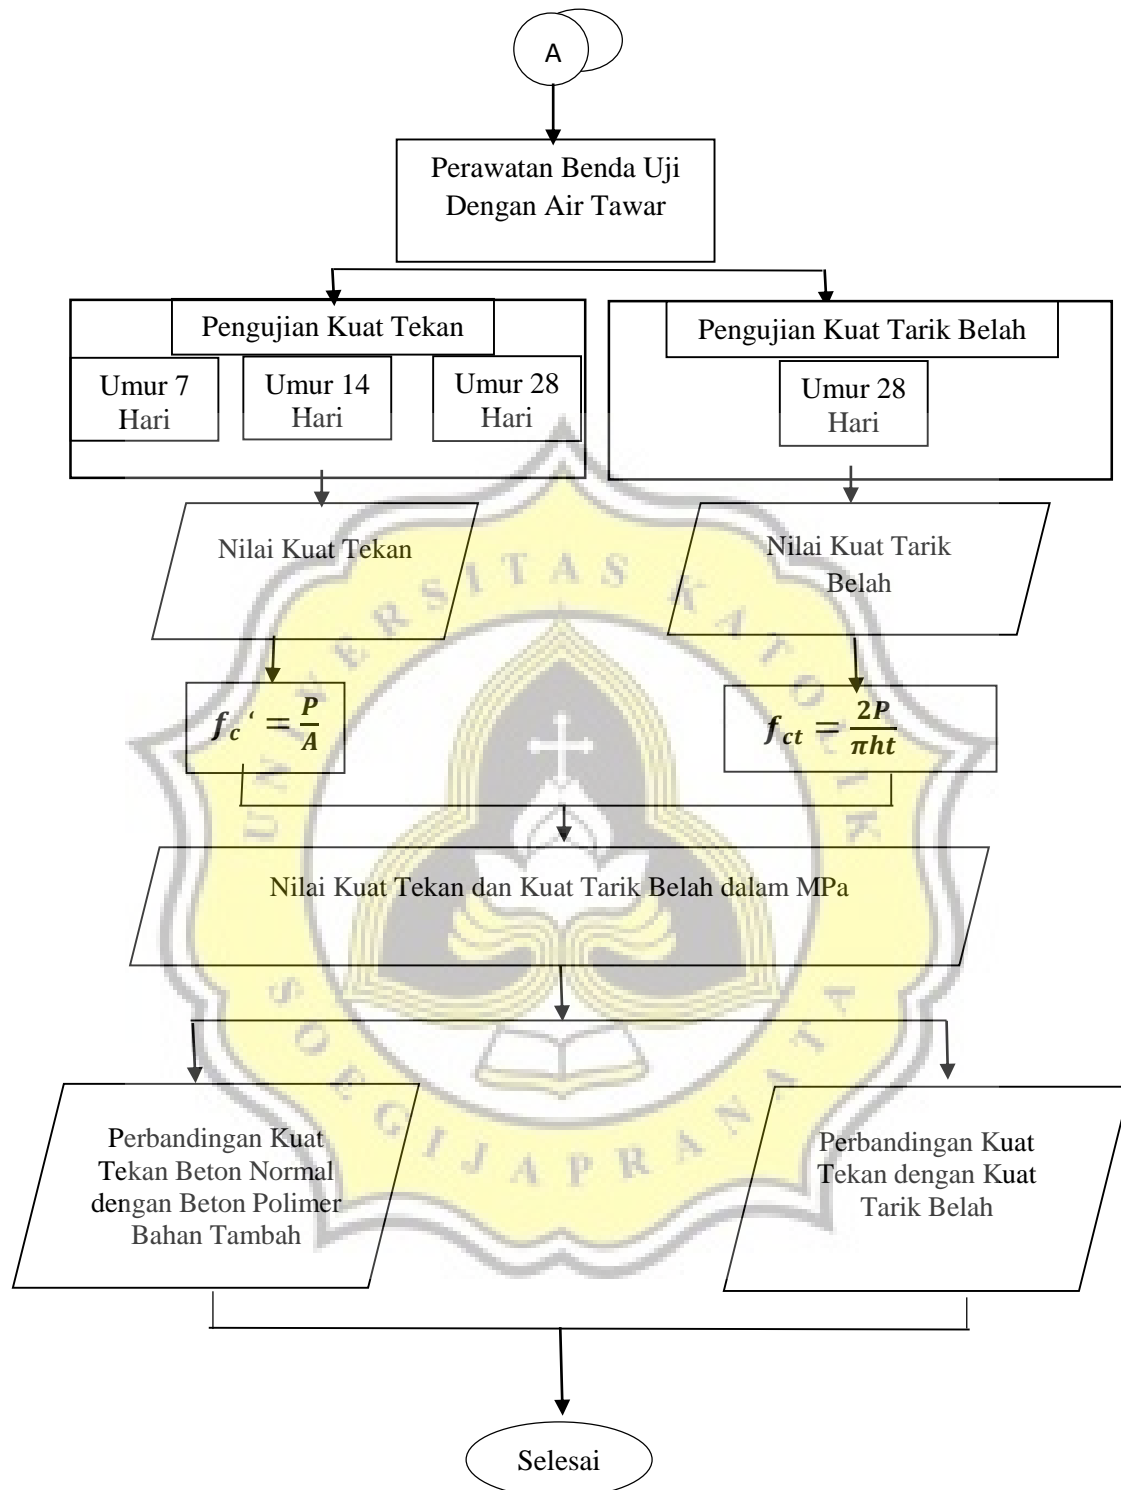 A
Perawatan Benda Uji
Dengan Air Tawar
Pengujian Kuat Tekan
Umur 7
Hari
Umur 14
Hari
Umur 28
Hari
Pengujian Kuat Tarik Belah
Umur 28
Hari
Nilai Kuat Tekan
Nilai Kuat Tarik
Belah
f_c ‘ = P/A
f_ct = 2P/πht
Nilai Kuat Tekan dan Kuat Tarik Belah dalam MPa
Perbandingan Kuat
Tekan Beton Normal
dengan Beton Polimer
Bahan Tambah
Perbandingan Kuat
Tekan dengan Kuat
Tarik Belah
Selesai
UNIVERSITAS KATOLIK
SOEGIJAPRANATA